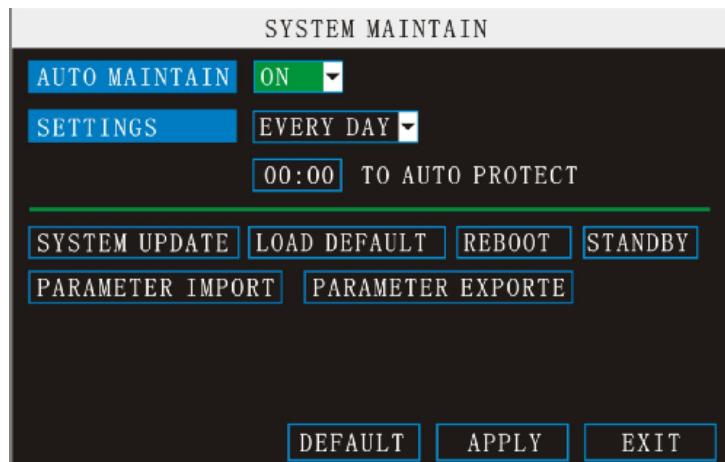 SYSTEM MAINTAIN
AUTO MAINTAIN ON
SETTINGS EVERY DAY
00:00 TO AUTO PROTECT
SYSTEM UPDATE LOAD DEFAULT REBOOT STANDBY
PARAMETER IMPORT PARAMETER EXPORTE
DEFAULT APPLY EXIT